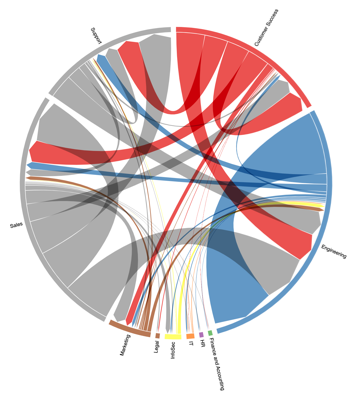 Support
Customer Success
Sales
Engineering
Marketing
Legal
InfoSec
IT
HR
Finance and Accounting